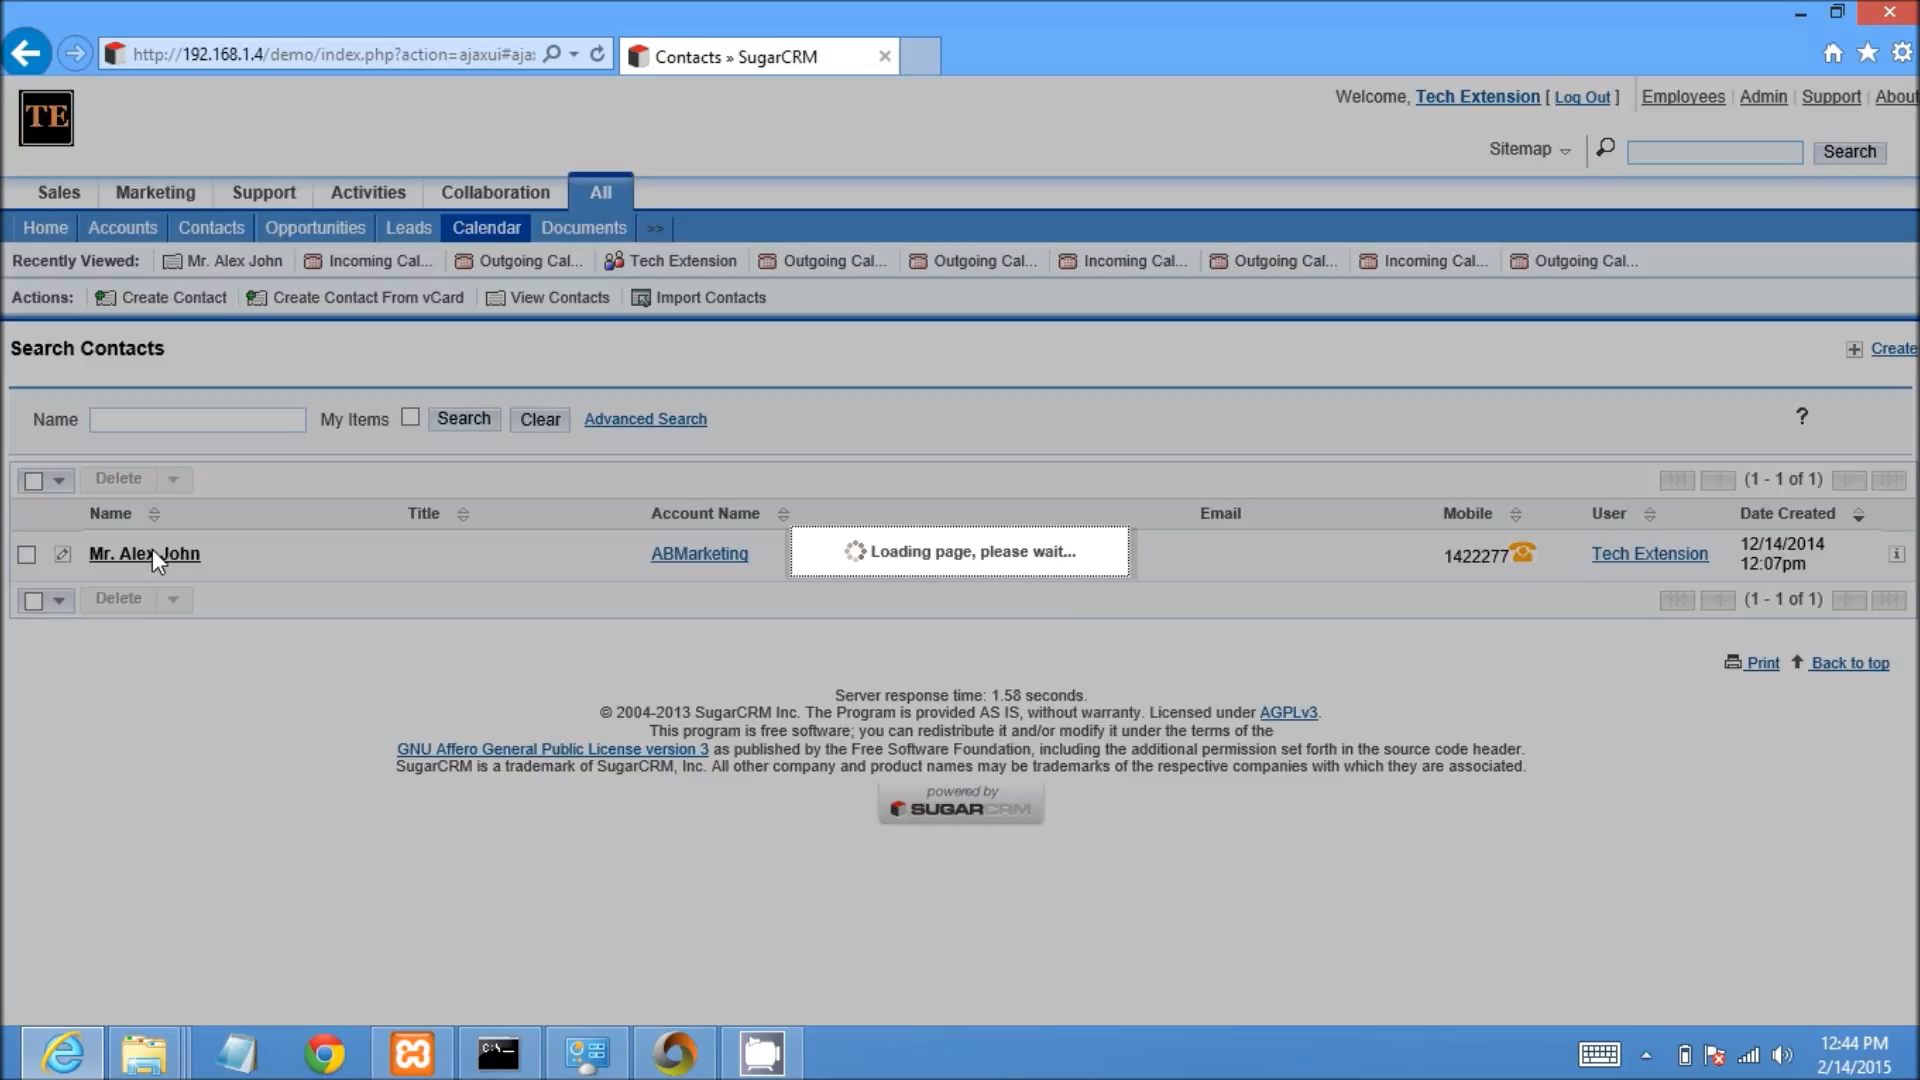 http://192.168.1.4/demo/index.php?action=ajaxui#aja:
Contacts » SugarCRM
TE
Welcome, Tech Extension [ Log Out ] Employees Admin Support About
Sitemap Search
Sales Marketing Support Activities Collaboration All
Home Accounts Contacts Opportunities Leads Calendar Documents >>
Recently Viewed: Mr. Alex John Incoming Cal... Outgoing Cal... Tech Extension Outgoing Cal... Outgoing Cal... Incoming Cal... Outgoing Cal... Incoming Cal... Outgoing Cal...
Actions: Create Contact Create Contact From vCard View Contacts Import Contacts
Search Contacts
Create
Name My Items Search Clear Advanced Search ?
Delete (1 - 1 of 1)
Name Title Account Name Email Mobile User Date Created
Mr. Alex John ABMarketing Loading page, please wait... 1422277 Tech Extension 12/14/2014
12:07pm
Delete (1 - 1 of 1)
Print Back to top
Server response time: 1.58 seconds.
© 2004-2013 SugarCRM Inc. The Program is provided AS IS, without warranty. Licensed under AGPLv3.
This program is free software; you can redistribute it and/or modify it under the terms of the
GNU Affero General Public License version 3 as published by the Free Software Foundation, including the additional permission set forth in the source code header.
SugarCRM is a trademark of SugarCRM, Inc. All other company and product names may be trademarks of the respective companies with which they are associated.
powered by
SUGARCRM
C:\
12:44 PM
2/14/2015